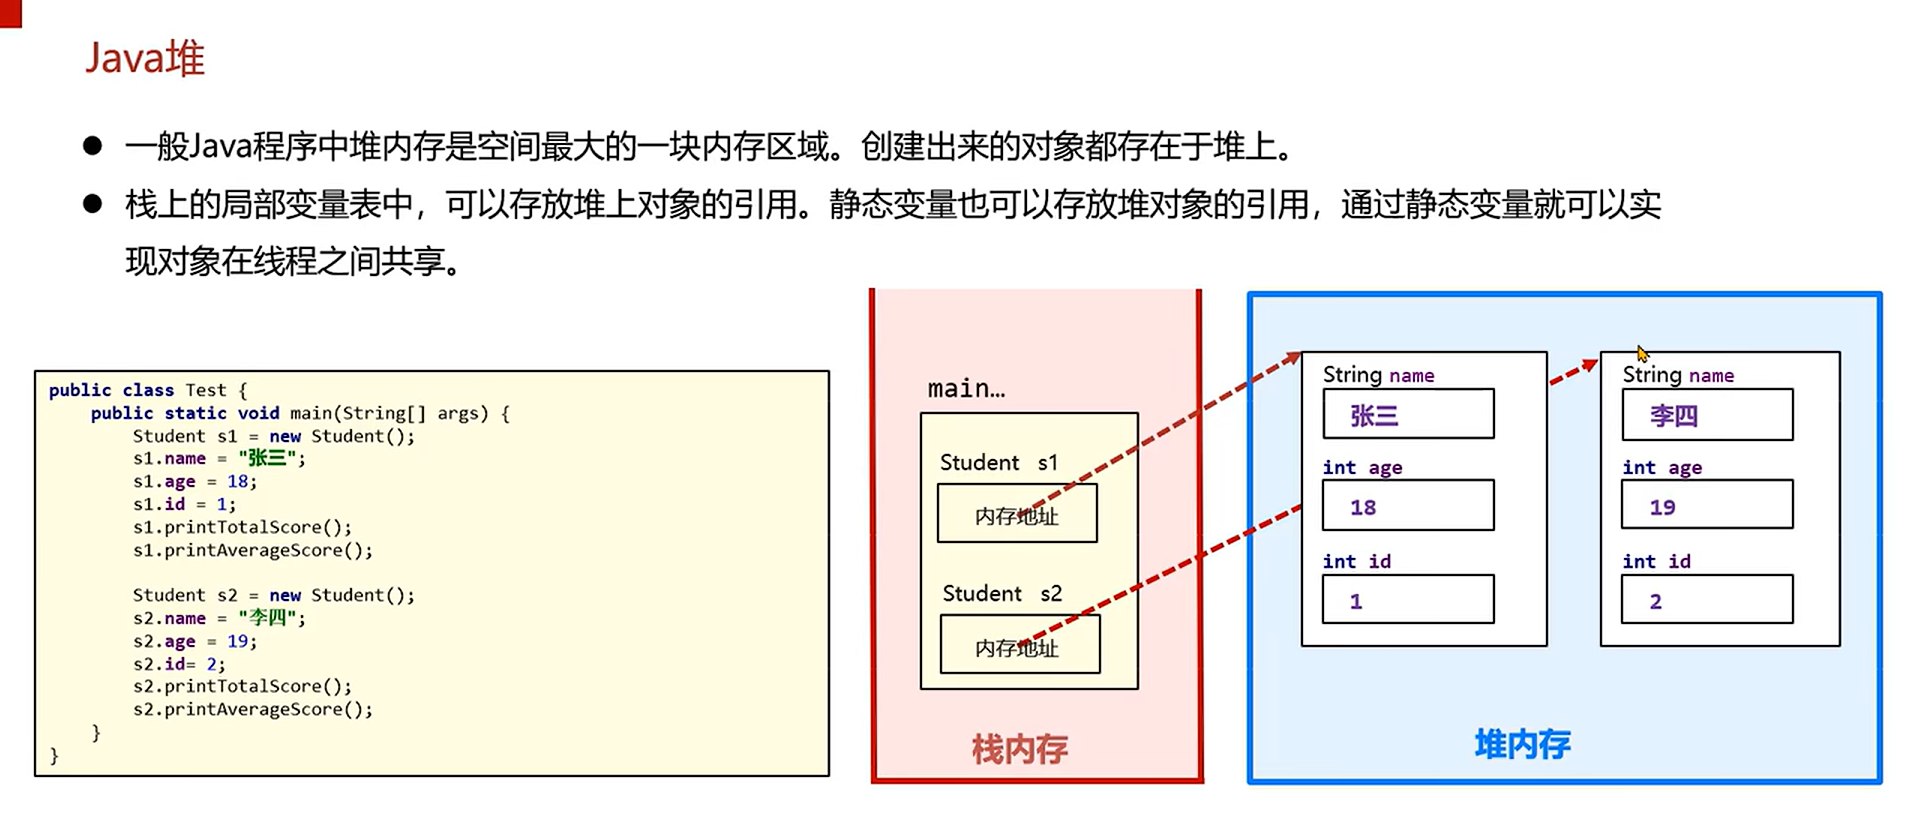 Java堆
● 一般Java程序中堆内存是空间最大的一块内存区域。创建出来的对象都存在于堆上。
● 栈上的局部变量表中，可以存放堆上对象的引用。静态变量也可以存放堆对象的引用，通过静态变量就可以实
现对象在线程之间共享。
public class Test {
public static void main(String[] args) {
Student s1 = new Student();
s1.name = "张三";
s1.age = 18;
s1.id = 1;
s1.printTotalScore();
s1.printAverageScore();
Student s2 = new Student();
s2.name = "李四";
s2.age = 19;
s2.id= 2;
s2.printTotalScore();
s2.printAverageScore();
}
}
main…
Student s1
内存地址
Student s2
内存地址
栈内存
String name
张三
int age
18
int id
1
String name
李四
int age
19
int id
2
堆内存